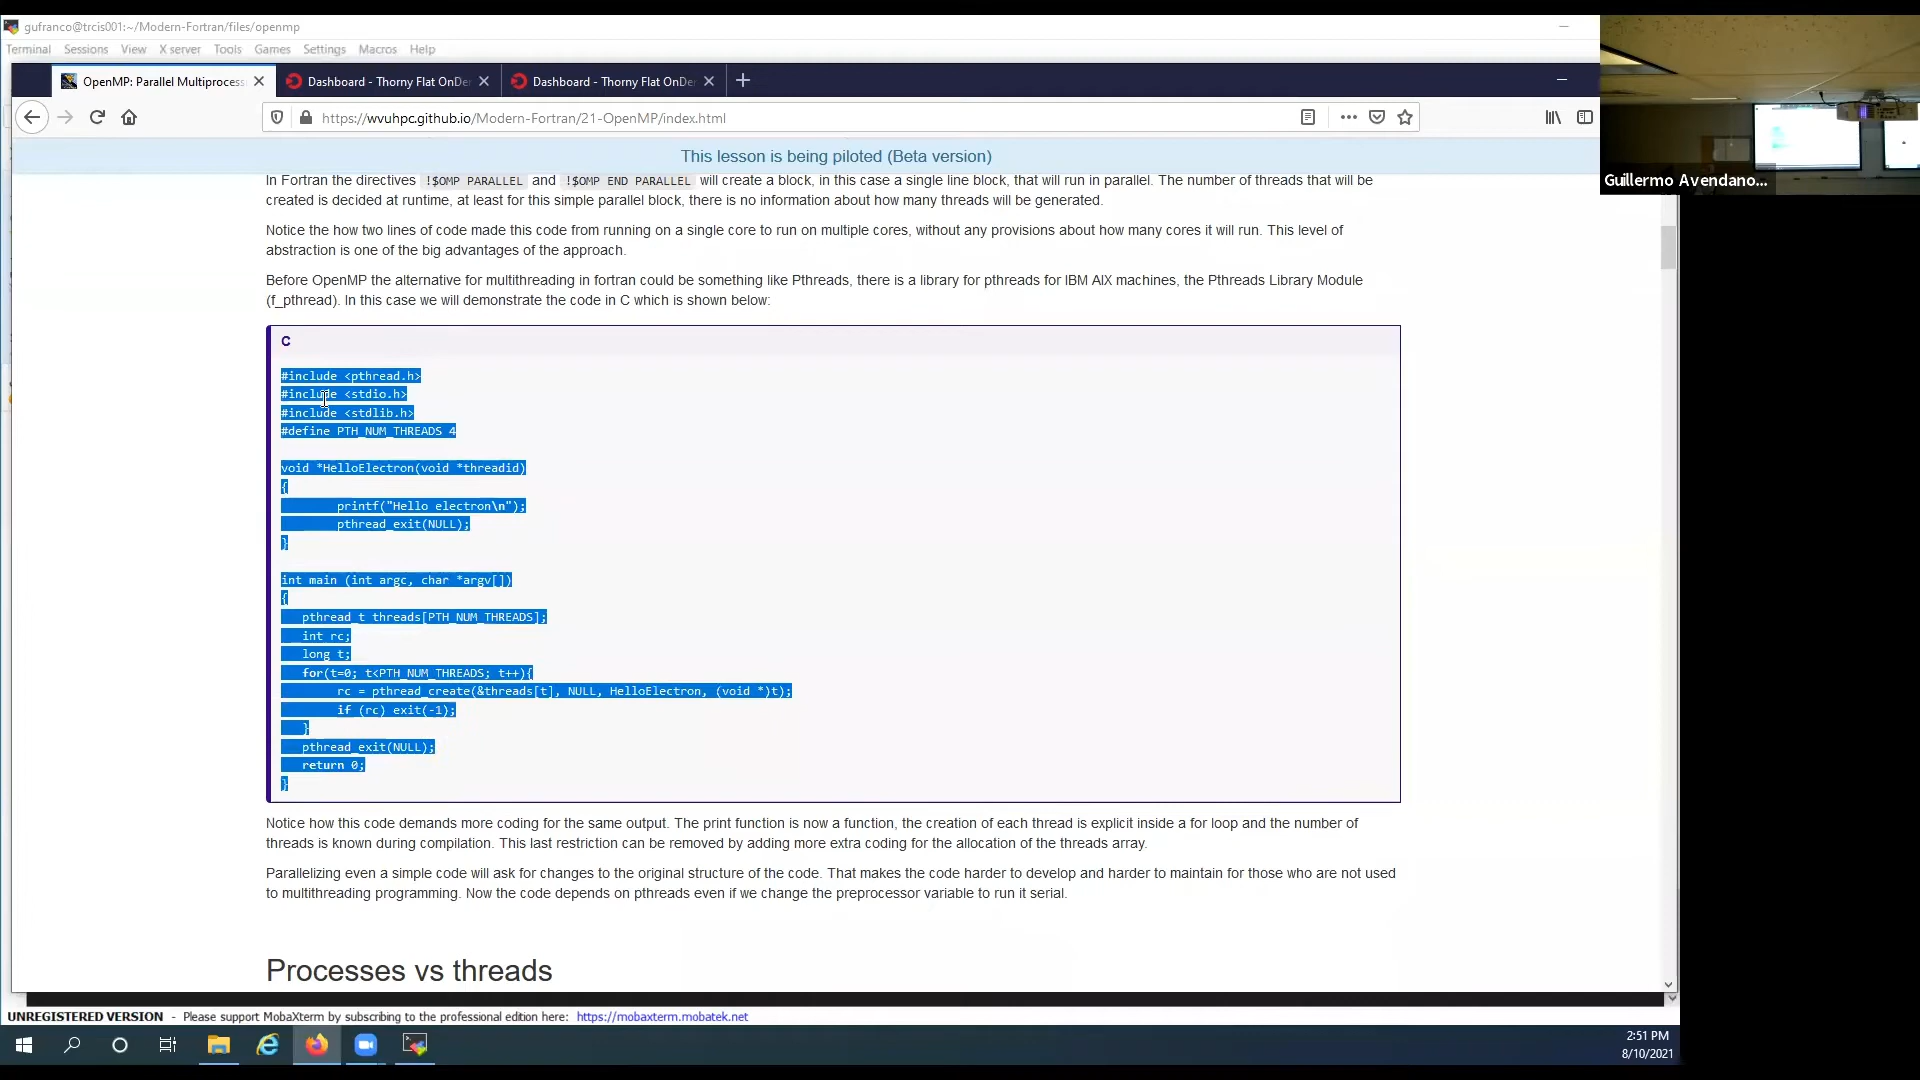 gufranco@trcis001:~/Modern-Fortran/files/openmp
Terminal Sessions View X server Tools Games Settings Macros Help
OpenMP: Parallel Multiprocess
Dashboard - Thorny Flat OnDe
Dashboard - Thorny Flat OnDe
https://wvuhpc.github.io/Modern-Fortran/21-OpenMP/index.html
This lesson is being piloted (Beta version)
Guillermo Avendano...
In Fortran the directives !$OMP PARALLEL and !$OMP END PARALLEL will create a block, in this case a single line block, that will run in parallel. The number of threads that will be
created is decided at runtime, at least for this simple parallel block, there is no information about how many threads will be generated.
Notice the how two lines of code made this code from running on a single core to run on multiple cores, without any provisions about how many cores it will run. This level of
abstraction is one of the big advantages of the approach.
Before OpenMP the alternative for multithreading in fortran could be something like Pthreads, there is a library for pthreads for IBM AIX machines, the Pthreads Library Module
(f_pthread). In this case we will demonstrate the code in C which is shown below:
C
#include <pthread.h>
#include <stdio.h>
#include <stdlib.h>
#define PTH_NUM_THREADS 4
void *HelloElectron(void *threadid)
{
printf("Hello electron\n");
pthread_exit(NULL);
}
int main (int argc, char *argv[])
{
pthread_t threads[PTH_NUM_THREADS];
int rc;
long t;
for(t=0; t<PTH_NUM_THREADS; t++){
rc = pthread_create(&threads[t], NULL, HelloElectron, (void *)t);
if (rc) exit(-1);
}
pthread_exit(NULL);
return 0;
}
Notice how this code demands more coding for the same output. The print function is now a function, the creation of each thread is explicit inside a for loop and the number of
threads is known during compilation. This last restriction can be removed by adding more extra coding for the allocation of the threads array.
Parallelizing even a simple code will ask for changes to the original structure of the code. That makes the code harder to develop and harder to maintain for those who are not used
to multithreading programming. Now the code depends on pthreads even if we change the preprocessor variable to run it serial.
Processes vs threads
UNREGISTERED VERSION - Please support MobaXterm by subscribing to the professional edition here: https://mobaxterm.mobatek.net
2:51 PM
8/10/2021